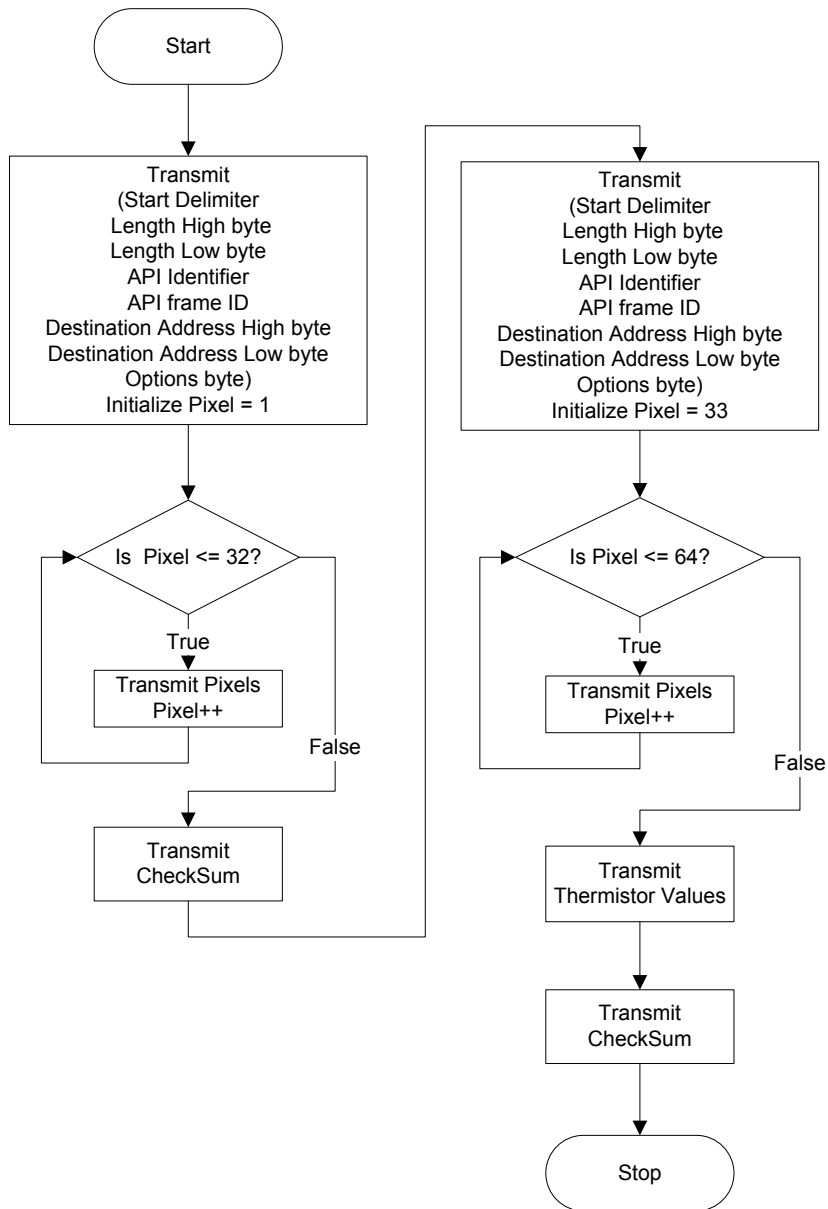 Start
Transmit
(Start Delimiter
Length High byte
Length Low byte
API Identifier
API frame ID
Destination Address High byte
Destination Address Low byte
Options byte)
Initialize Pixel = 1
Is  Pixel <= 32?
True
Transmit Pixels
Pixel++
False
Transmit
CheckSum
Transmit
(Start Delimiter
Length High byte
Length Low byte
API Identifier
API frame ID
Destination Address High byte
Destination Address Low byte
Options byte)
Initialize Pixel = 33
Is Pixel <= 64?
True
Transmit Pixels
Pixel++
False
Transmit
Thermistor Values
Transmit
CheckSum
Stop